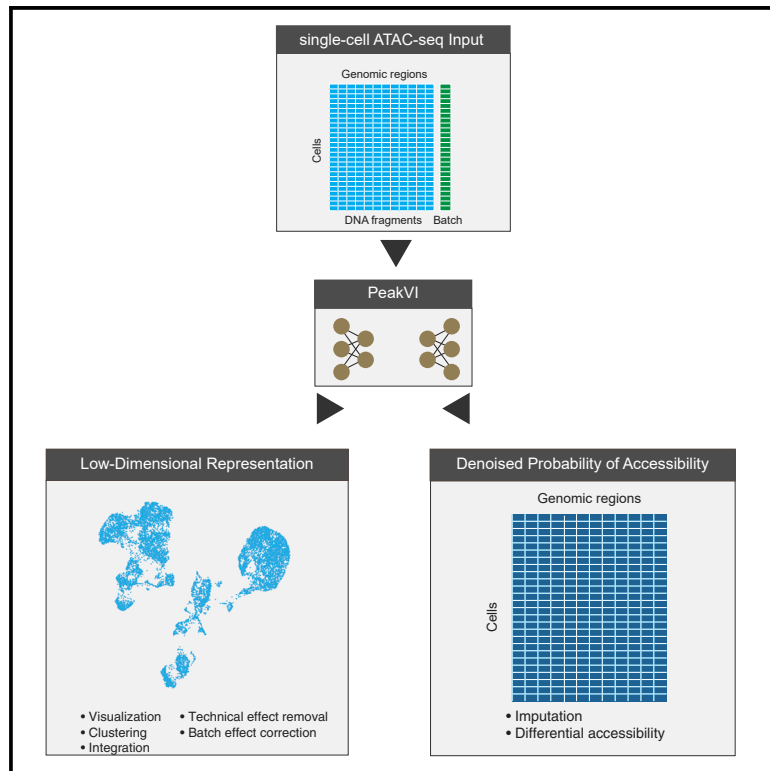 single-cell ATAC-seq Input
Genomic regions
Cells
DNA fragments Batch
PeakVI
Low-Dimensional Representation
• Visualization
• Clustering
• Integration
• Technical effect removal
• Batch effect correction
Denoised Probability of Accessibility
Genomic regions
Cells
• Imputation
• Differential accessibility